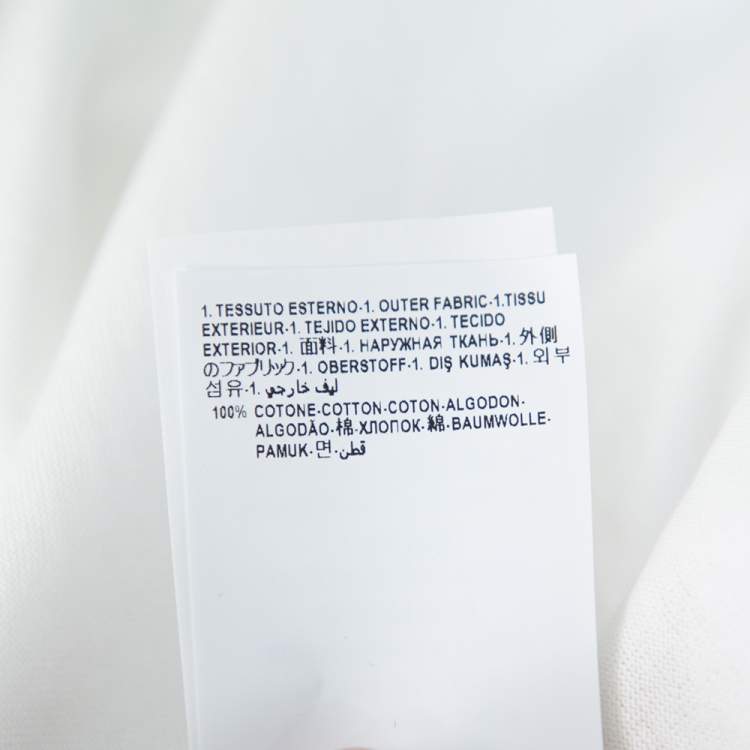 1. TESSUTO ESTERNO-1. OUTER FABRIC-1.TISSU
EXTERIEUR-1. TEJIDO EXTERNO-1. TECIDO
EXTERIOR-1. 面料-1. НАРУЖНАЯ ТКАНЬ-1. 外側
のファブリック-1. OBERSTOFF-1. DIŞ KUMAŞ-1. 외부
섬유-1. ليف خارجي
100% COTONE-COTTON-COTON-ALGODON-
ALGODÃO-棉-ХЛОПОК-綿-BAUMWOLLE-
PAMUK-면-قطن